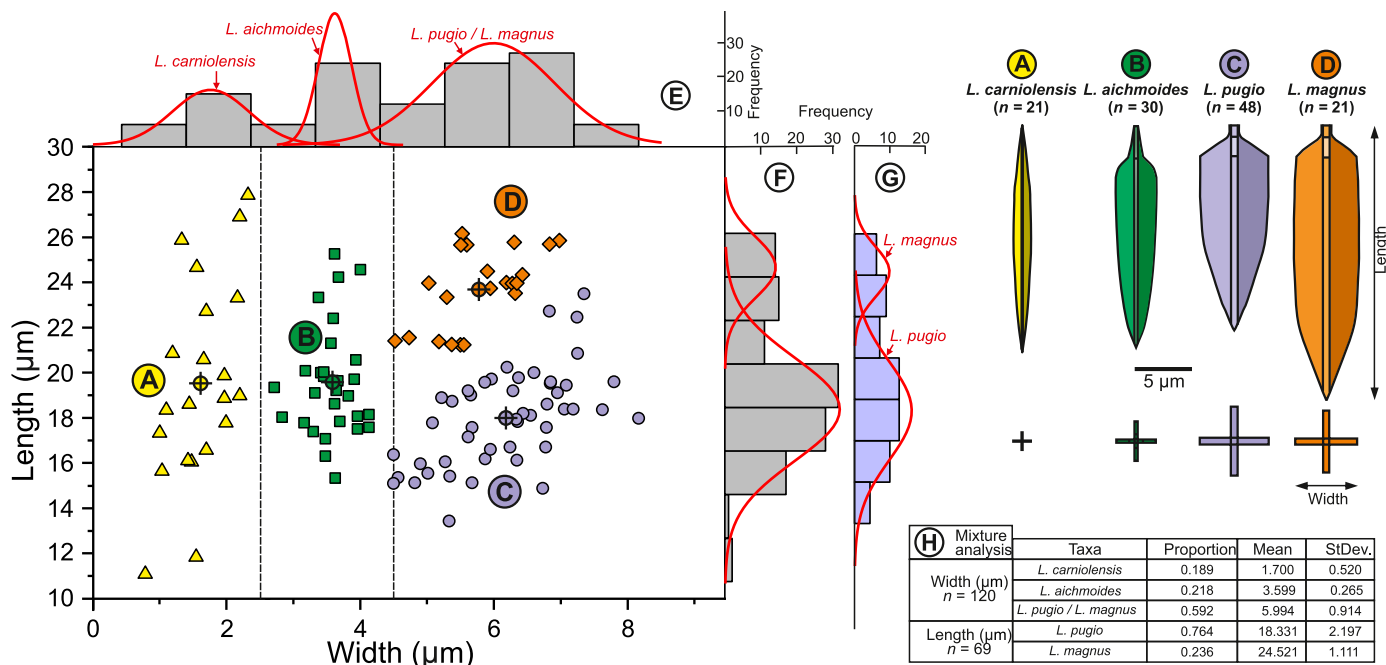 L. carniolensis
L. aichmoides
L. pugio / L. magnus
E
30
20
10
Frequency
Frequency
10
20
30
10
20
F
G
L. magnus
L. pugio
A
B
C
D
L. carniolensis
(n = 21)
L. aichmoides
(n = 30)
L. pugio
(n = 48)
L. magnus
(n = 21)
Length
5 µm
Width
30
28
26
24
22
20
18
16
14
12
10
Length (µm)
A
B
C
D
0
2
4
6
8
Width (µm)
H Mixture analysis Taxa Proportion Mean StDev.
Width (µm)
n = 120
L. carniolensis 0.189 1.700 0.520
L. aichmoides 0.218 3.599 0.265
L. pugio / L. magnus 0.592 5.994 0.914
Length (µm)
n = 69
L. pugio 0.764 18.331 2.197
L. magnus 0.236 24.521 1.111